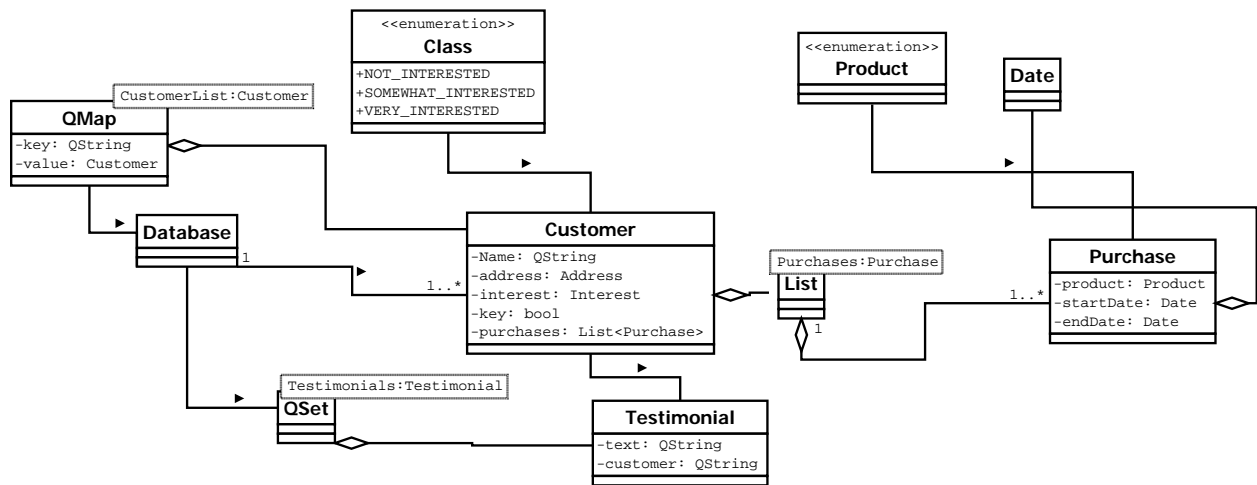 <<enumeration>>
Class
+NOT_INTERESTED
+SOMEWHAT_INTERESTED
+VERY_INTERESTED
<<enumeration>>
Product
Date
CustomerList:Customer
QMap
-key: QString
-value: Customer
Database
1
1..*
Customer
-Name: QString
-address: Address
-interest: Interest
-key: bool
-purchases: List<Purchase>
Purchases:Purchase
List
1
1..*
Purchase
-product: Product
-startDate: Date
-endDate: Date
Testimonials:Testimonial
QSet
Testimonial
-text: QString
-customer: QString